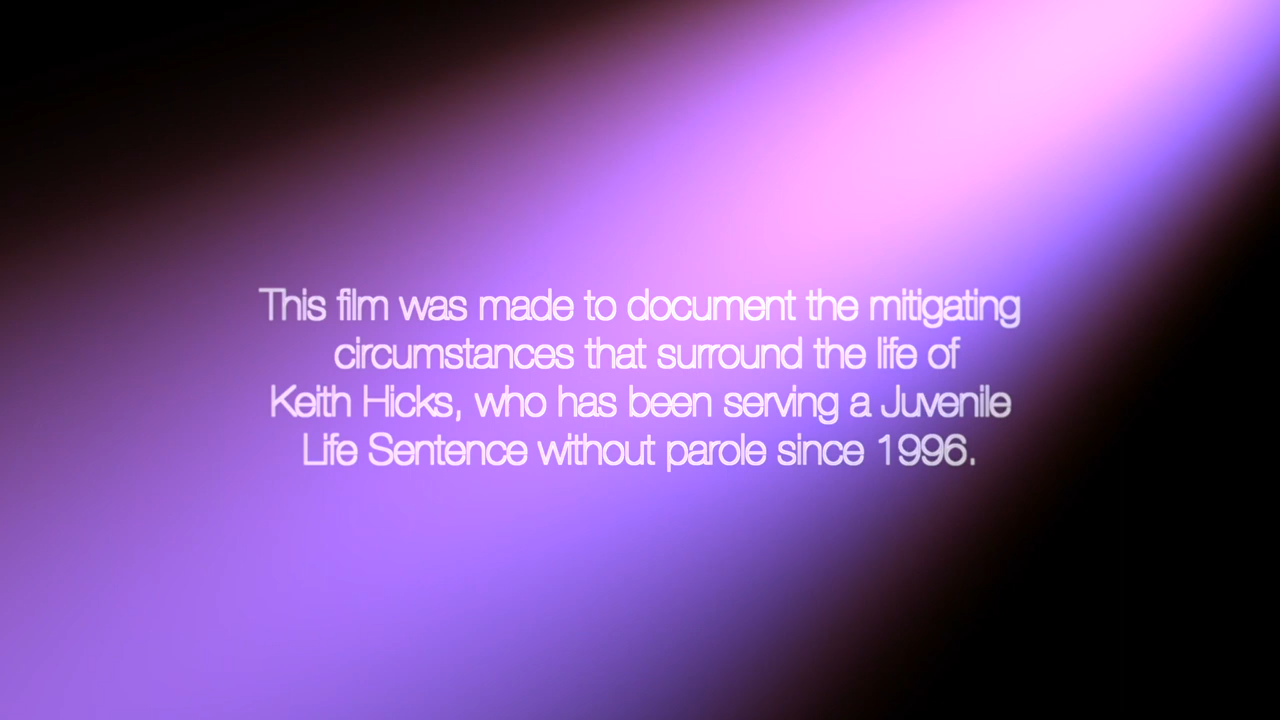 This film was made to document the mitigating
circumstances that surround the life of
Keith Hicks, who has been serving a Juvenile
Life Sentence without parole since 1996.